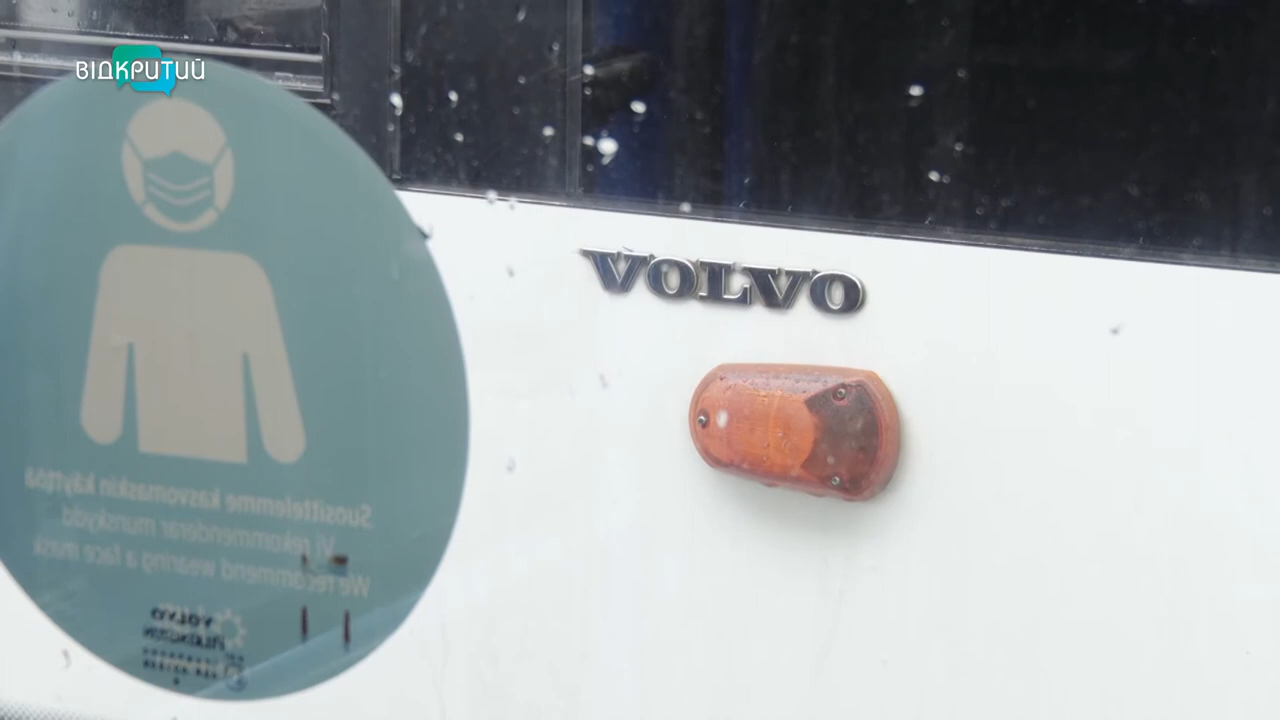 ВІДКРИТИЙ
VOLVO
Suosittelemme kasvomaskin käyttöä
Vi rekommenderar munskydd
We recommend wearing a face mask